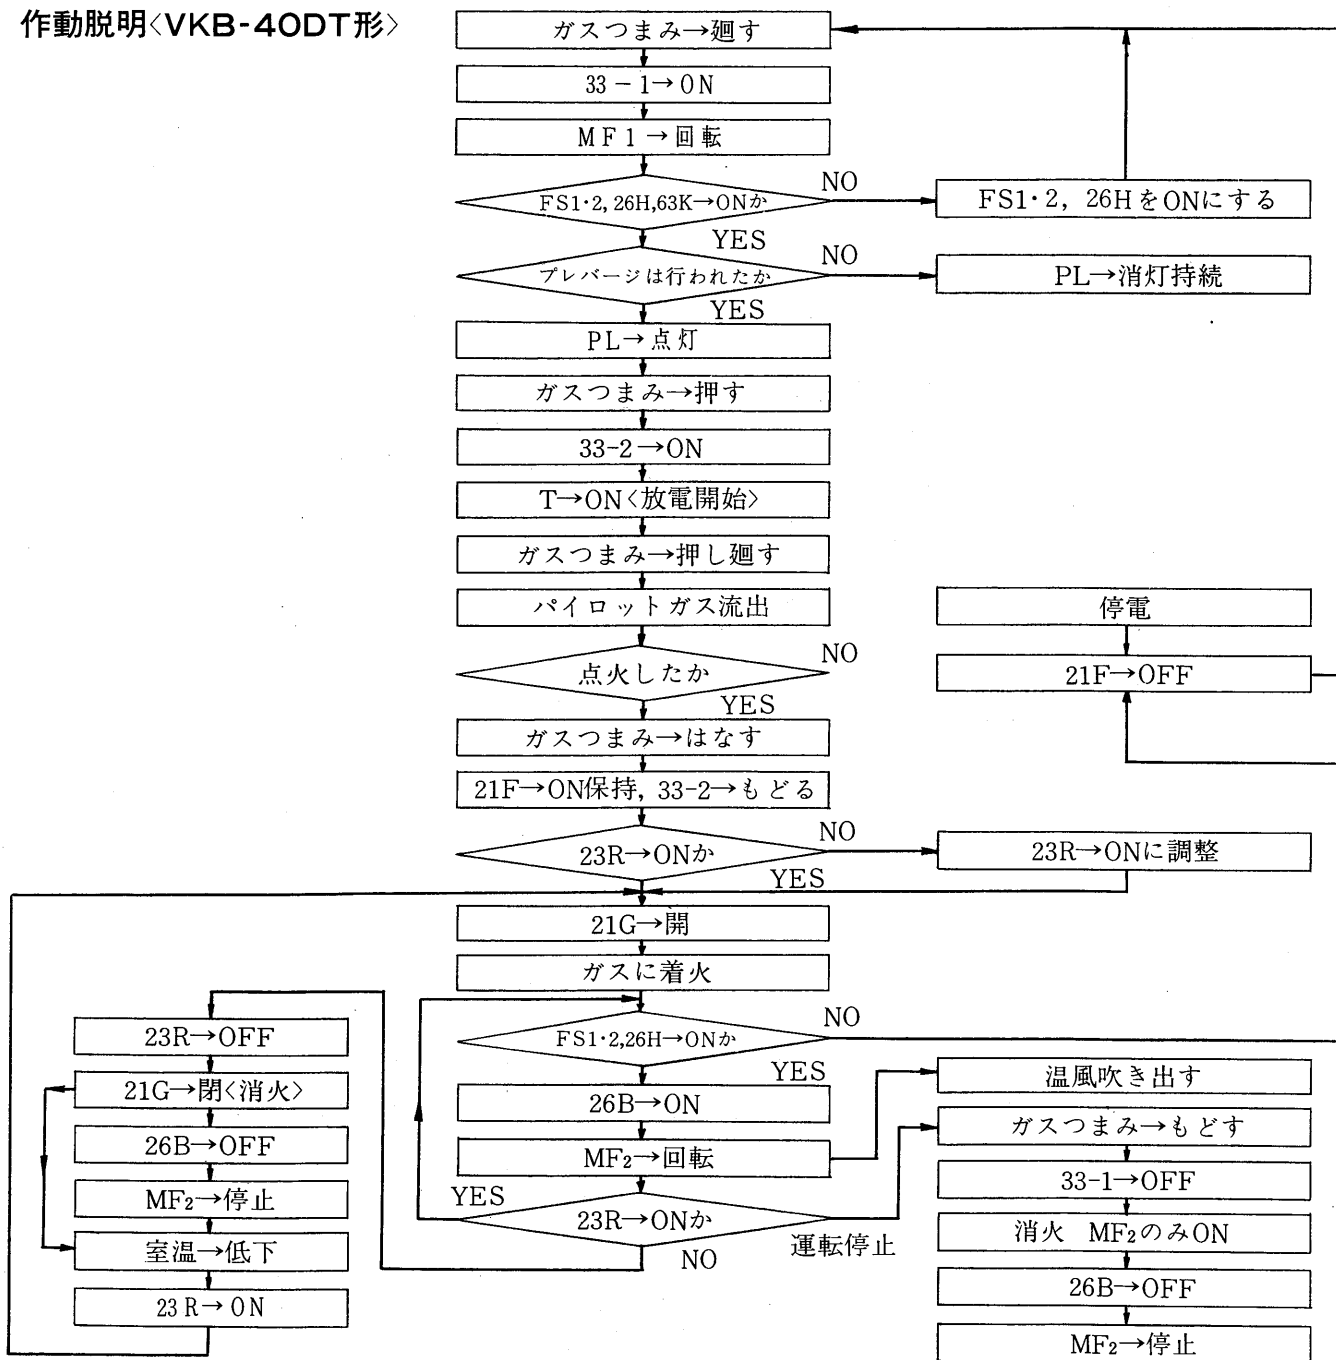 作動脱明〈VKB-40DT形〉
ガスつまみ→廻す
33-1→ON
MF1→回転
FS1·2, 26H,63K→ONか
NO
FS1·2, 26HをONにする
YES
プレパージは行われたか
NO
PL→消灯持続
YES
PL→点灯
ガスつまみ→押す
33-2→ON
T→ON〈放電開始〉
ガスつまみ→押し廻す
パイロットガス流出
停電
点火したか
NO
21F→OFF
YES
ガスつまみ→はなす
21F→ON保持, 33-2→もどる
23R→ONか
NO
23R→ONに調整
YES
21G→開
ガスに着火
FS1·2,26H→ONか
NO
YES
26B→ON
MF₂→回転
23R→ONか
YES
NO
運転停止
23R→OFF
21G→閉〈消火〉
26B→OFF
MF₂→停止
室温→低下
23R→ON
温風吹き出す
ガスつまみ→もどす
33-1→OFF
消火 MF₂のみON
26B→OFF
MF₂→停止